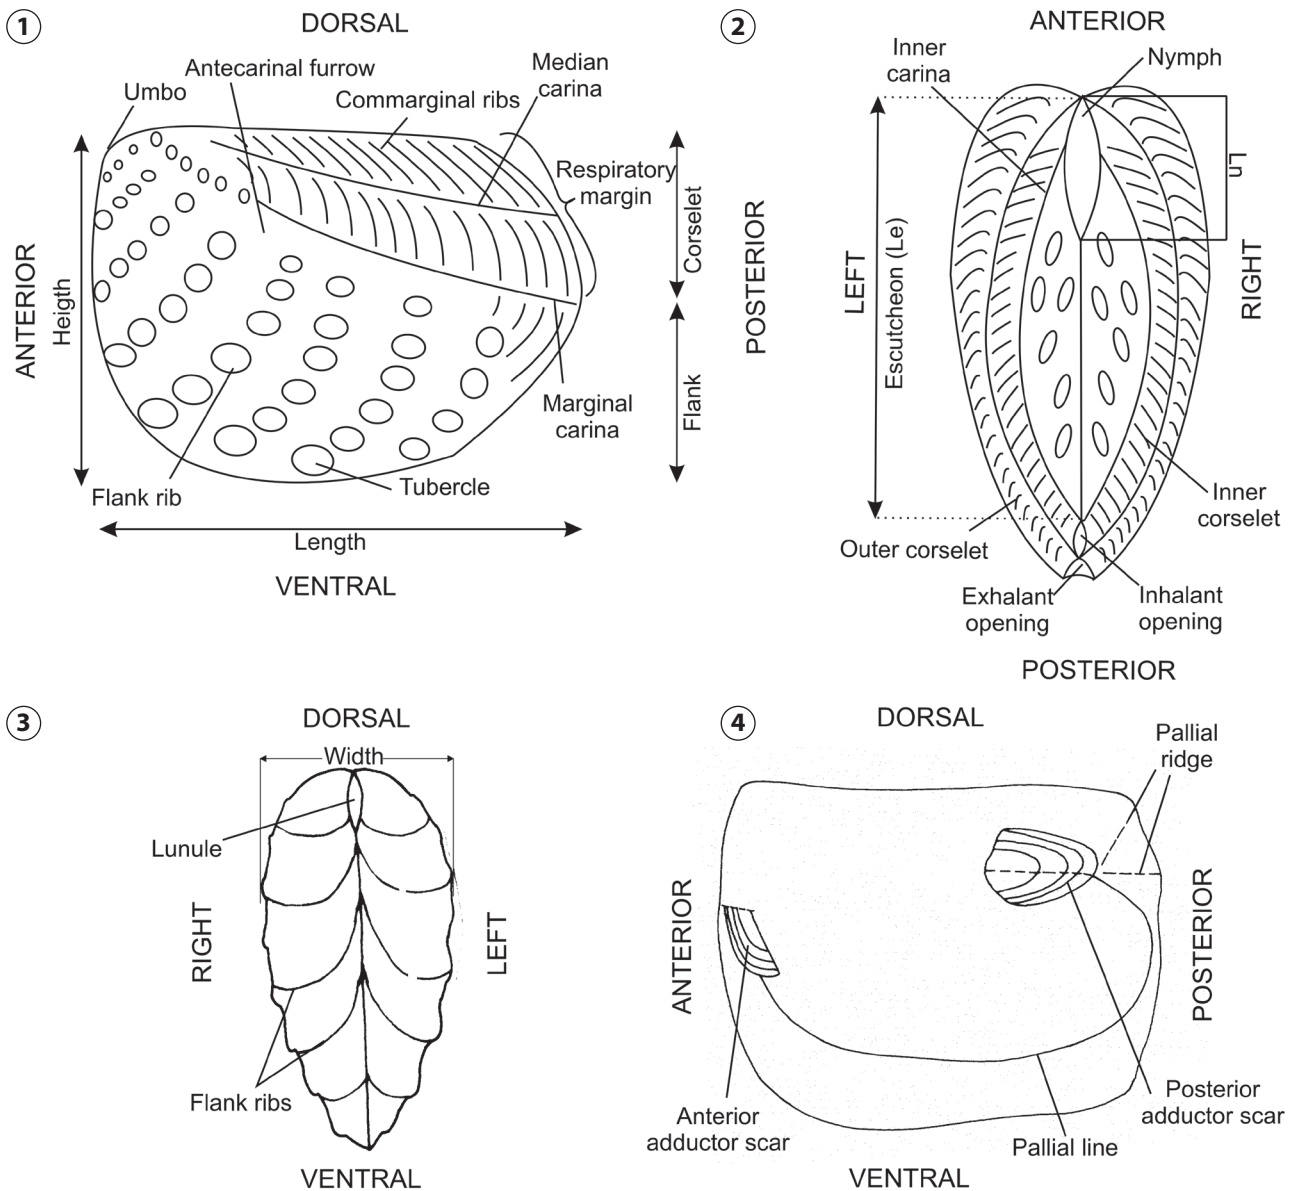 1
DORSAL
Antecarinal furrow
Median
carina
Umbo
Commarginal ribs
Respiratory
margin
ANTERIOR
Heigth
Corselet
Flank
POSTERIOR
Marginal
carina
Flank rib
Tubercle
Length
VENTRAL
2
ANTERIOR
Inner
carina
Nymph
Ln
LEFT
Escutcheon (Le)
RIGHT
Inner
corselet
Outer corselet
Exhalant
opening
Inhalant
opening
POSTERIOR
3
DORSAL
Width
Lunule
RIGHT
LEFT
Flank ribs
VENTRAL
4
DORSAL
Pallial
ridge
ANTERIOR
POSTERIOR
Anterior
adductor scar
Posterior
adductor scar
Pallial line
VENTRAL